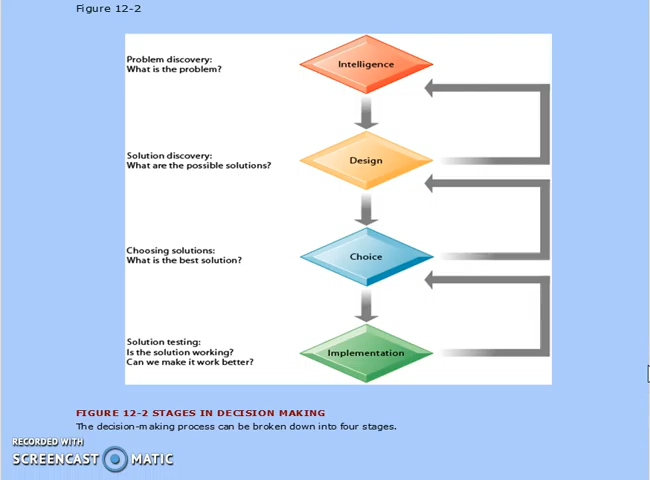 Figure 12-2
Problem discovery:
What is the problem?
Intelligence
Solution discovery:
What are the possible solutions?
Design
Choosing solutions:
What is the best solution?
Choice
Solution testing:
Is the solution working?
Can we make it work better?
Implementation
FIGURE 12-2 STAGES IN DECISION MAKING
The decision-making process can be broken down into four stages.
RECORDED WITH
SCREENCAST MATIC